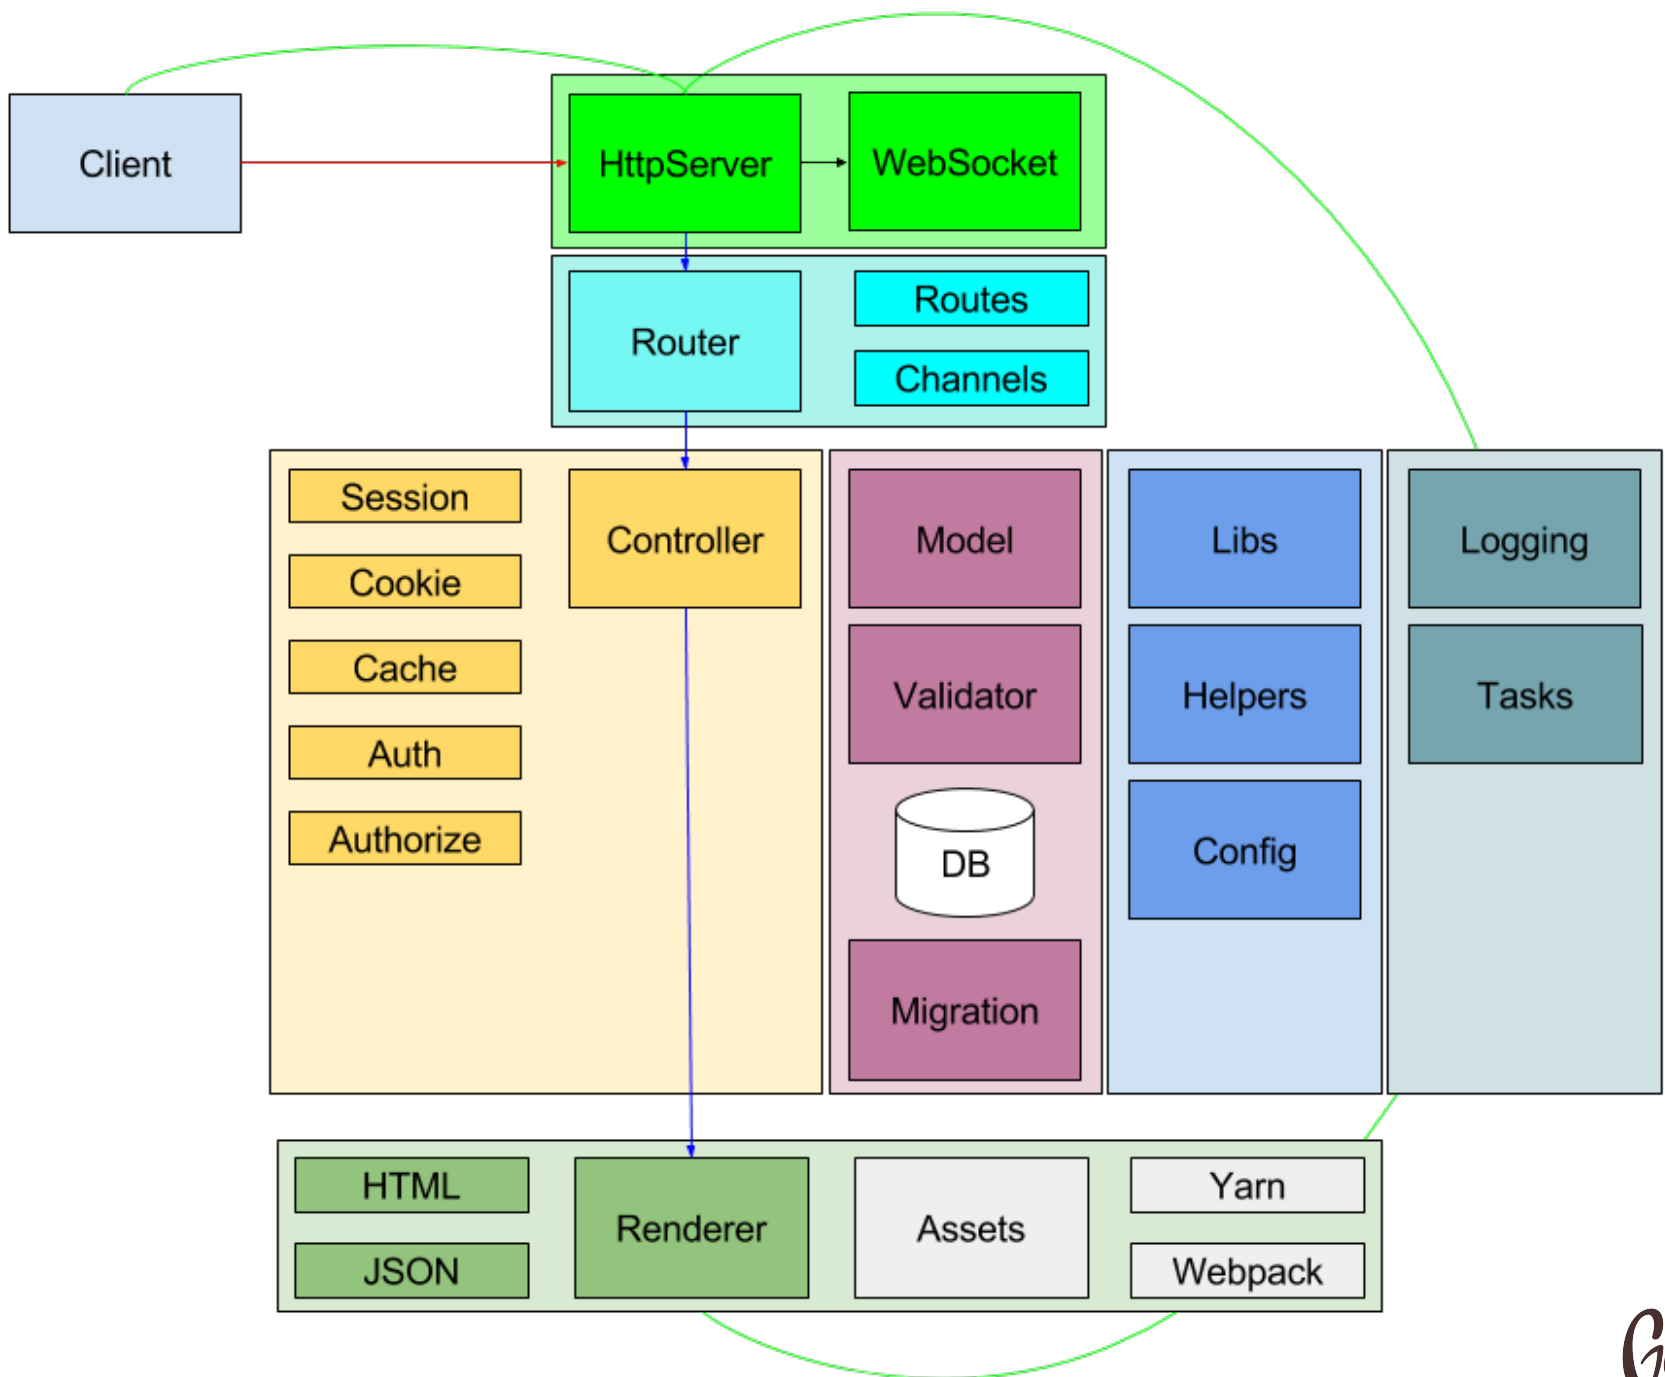 Client
HttpServer
WebSocket
Router
Routes
Channels
Session
Cookie
Cache
Auth
Authorize
Controller
Model
Validator
DB
Migration
Libs
Helpers
Config
Logging
Tasks
HTML
JSON
Renderer
Assets
Yarn
Webpack